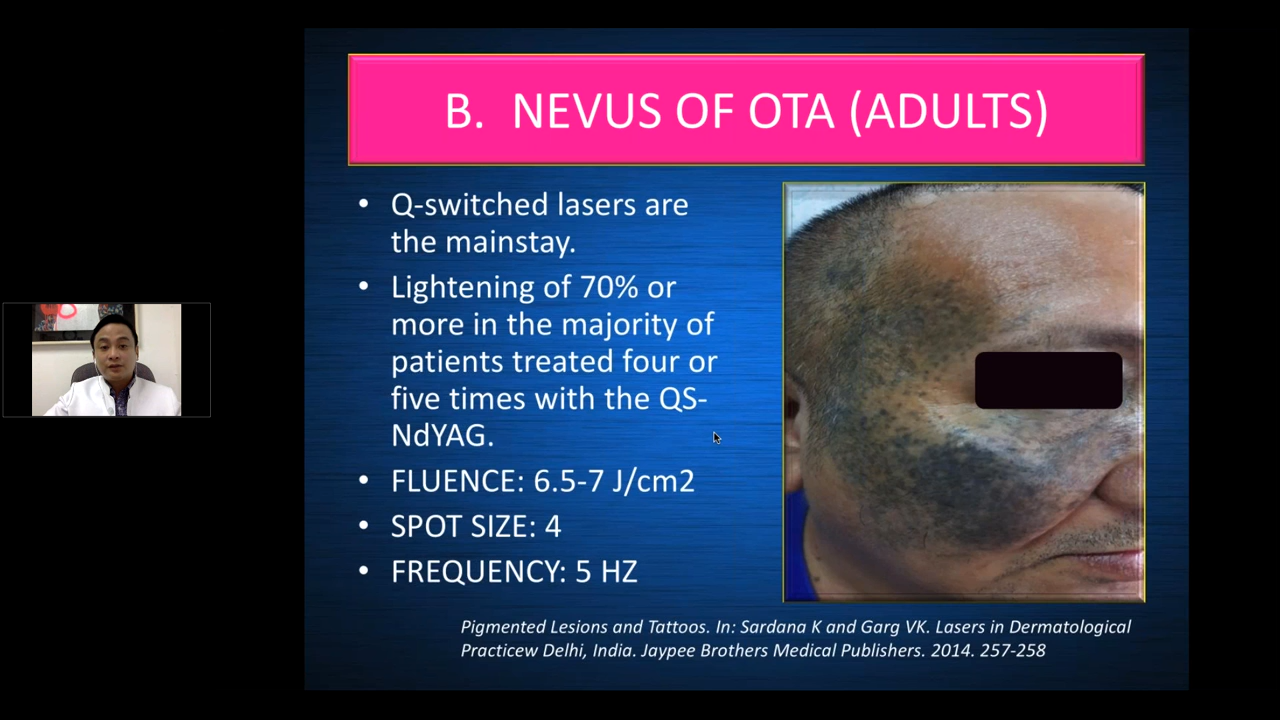 B. NEVUS OF OTA (ADULTS)
• Q-switched lasers are
the mainstay.
• Lightening of 70% or
more in the majority of
patients treated four or
five times with the QS-
NdYAG.
• FLUENCE: 6.5-7 J/cm2
• SPOT SIZE: 4
• FREQUENCY: 5 HZ
Pigmented Lesions and Tattoos. In: Sardana K and Garg VK. Lasers in Dermatological
Practicew Delhi, India. Jaypee Brothers Medical Publishers. 2014. 257-258